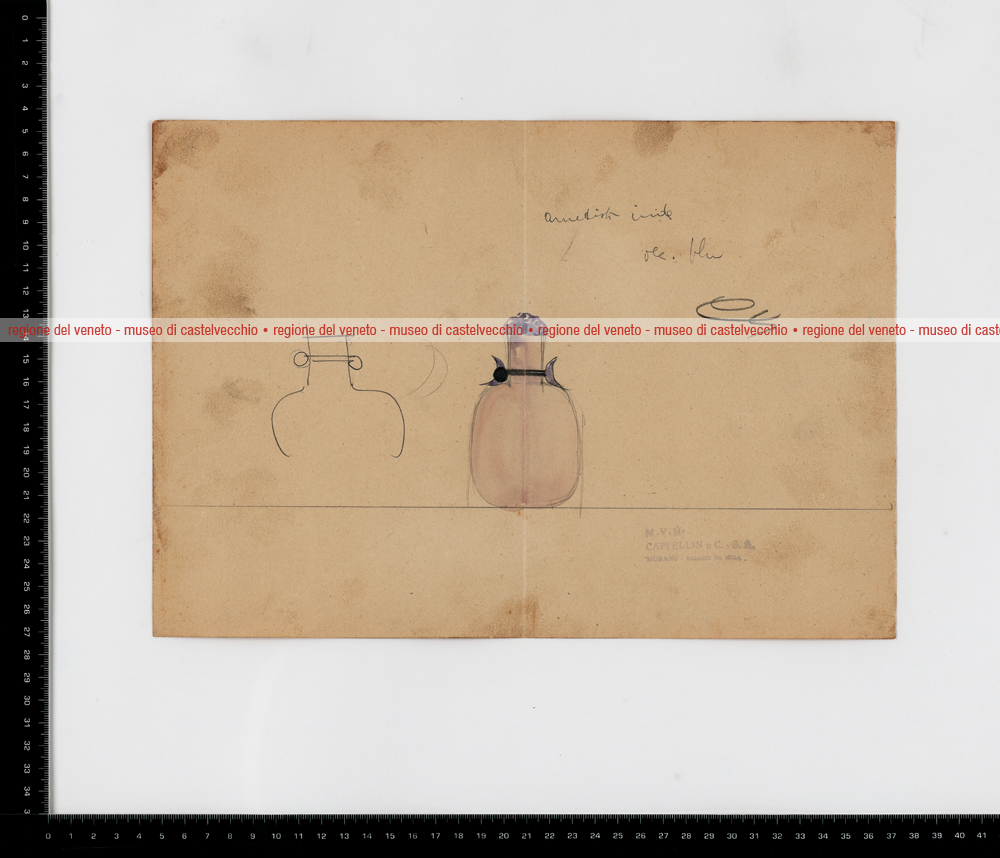 ametista iride
blu
regione del veneto - museo di castelvecchio • regione del veneto - museo di castelvecchio • regione del veneto - museo di castelvecchio • regione del veneto - museo di cast
M.V.M.
CAPPELLIN & C. - S.A.
MURANO - PALAZZO DA MULA
0 1 2 3 4 5 6 7 8 9 10 11 12 13 14 15 16 17 18 19 20 21 22 23 24 25 26 27 28 29 30 31 32 33 34 3
0 1 2 3 4 5 6 7 8 9 10 11 12 13 14 15 16 17 18 19 20 21 22 23 24 25 26 27 28 29 30 31 32 33 34 35 36 37 38 39 40 41